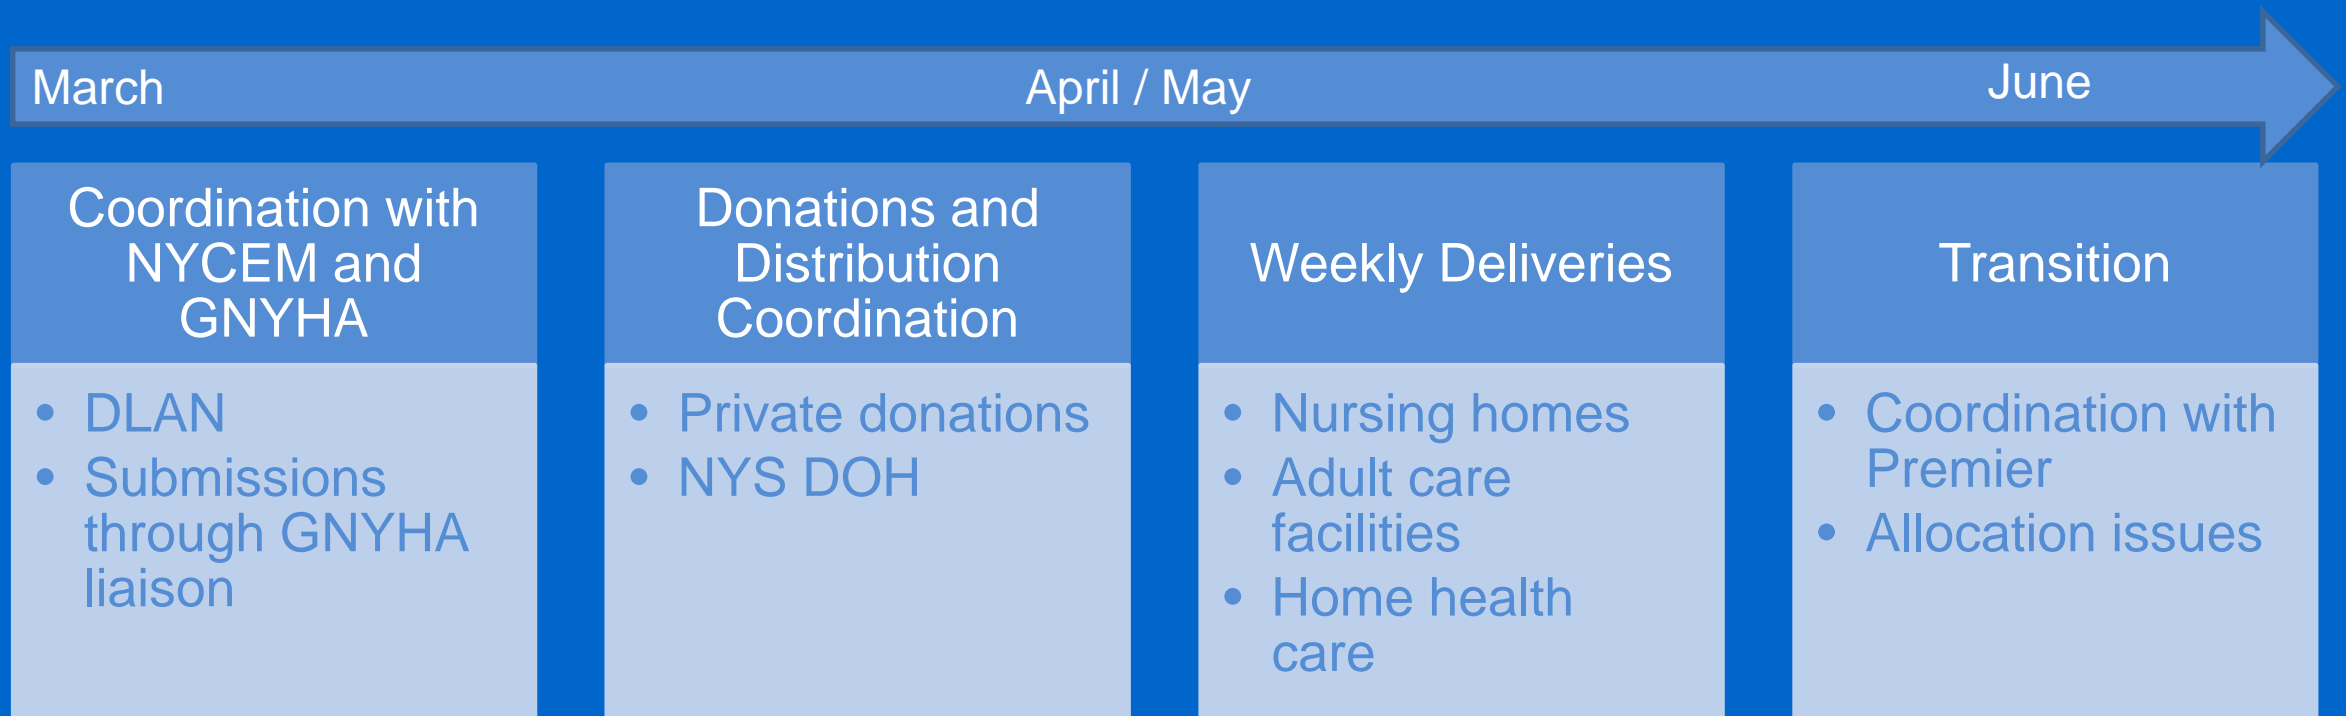 March
April / May
June
Coordination with
NYCEM and
GNYHA
• DLAN
• Submissions
through GNYHA
liaison
Donations and
Distribution
Coordination
• Private donations
• NYS DOH
Weekly Deliveries
• Nursing homes
• Adult care
facilities
• Home health
care
Transition
• Coordination with
Premier
• Allocation issues